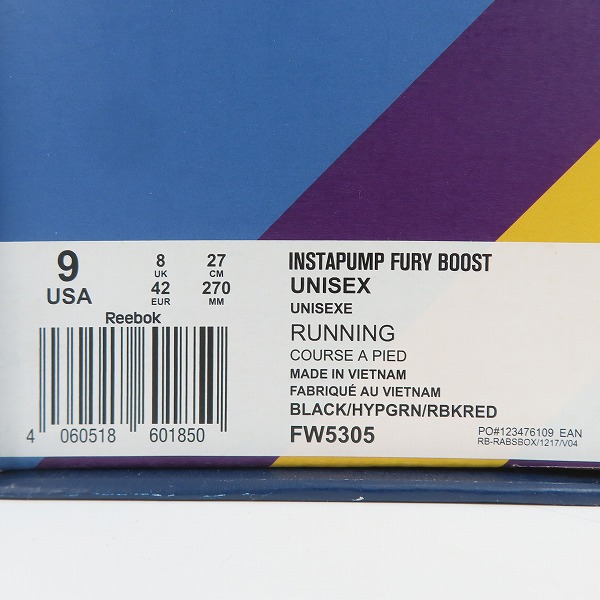 9
USA
8
UK
27
CM
42
EUR
270
MM
Reebok
4 060518 601850
INSTAPUMP FURY BOOST
UNISEX
UNISEXE
RUNNING
COURSE A PIED
MADE IN VIETNAM
FABRIQUÉ AU VIETNAM
BLACK/HYPGRN/RBKRED
FW5305
PO#123476109 EAN
RB-RABSBOX/1217/V04